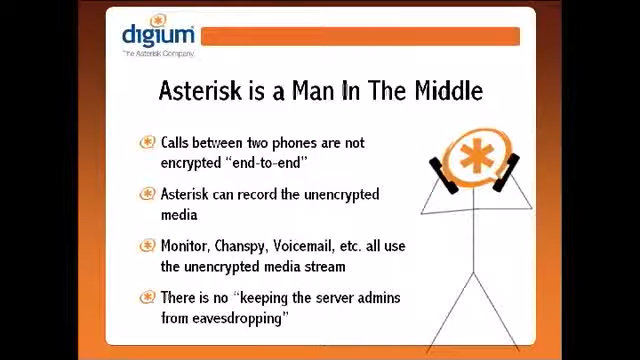 digium
The Asterisk Company
Asterisk is a Man In The Middle
Calls between two phones are not
encrypted “end-to-end”
Asterisk can record the unencrypted
media
Monitor, Chanspy, Voicemail, etc. all use
the unencrypted media stream
There is no “keeping the server admins
from eavesdropping”